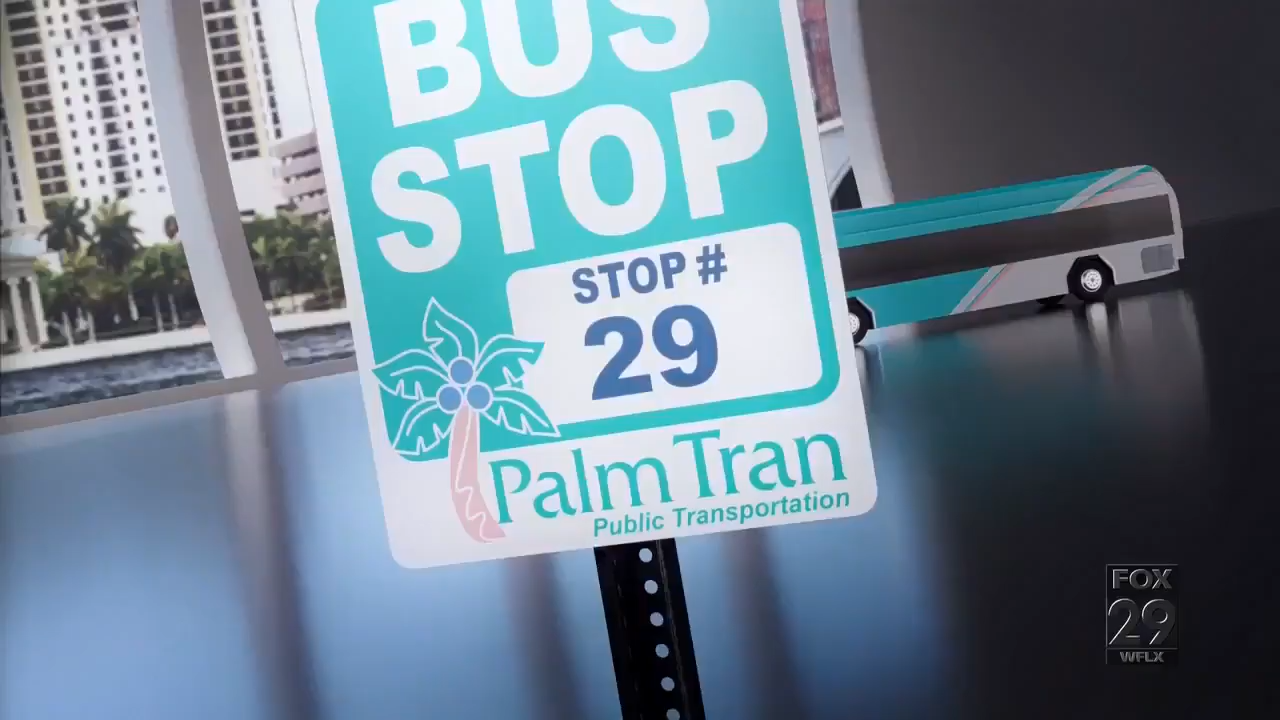 BUS
STOP
STOP #
29
Palm Tran
Public Transportation
FOX
29
WFLX